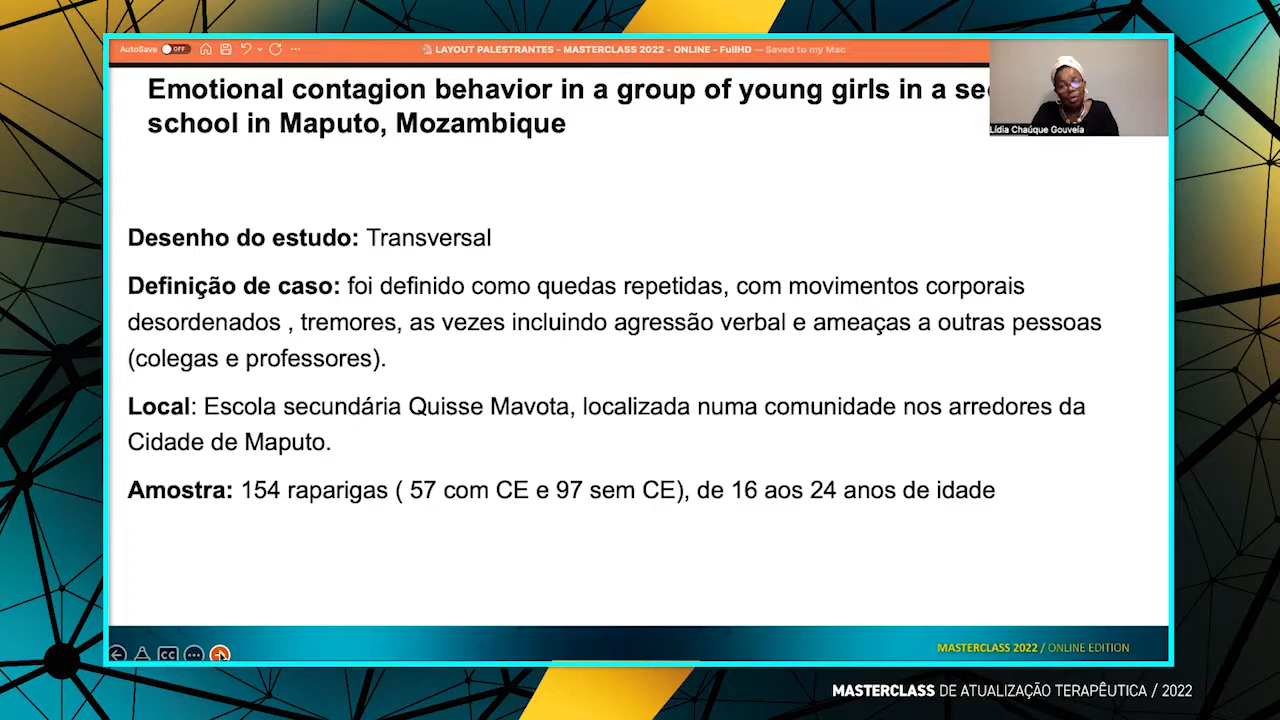 AutoSave OFF
LAYOUT PALESTRANTES - MASTERCLASS 2022 - ONLINE - FullHD — Saved to my Mac
Emotional contagion behavior in a group of young girls in a
school in Maputo, Mozambique
Lídia Chaúque Gouveia
Desenho do estudo: Transversal
Definição de caso: foi definido como quedas repetidas, com movimentos corporais
desordenados , tremores, as vezes incluindo agressão verbal e ameaças a outras pessoas
(colegas e professores).
Local: Escola secundária Quisse Mavota, localizada numa comunidade nos arredores da
Cidade de Maputo.
Amostra: 154 raparigas ( 57 com CE e 97 sem CE), de 16 aos 24 anos de idade
CC
MASTERCLASS 2022 / ONLINE EDITION
MASTERCLASS DE ATUALIZAÇÃO TERAPÊUTICA / 2022